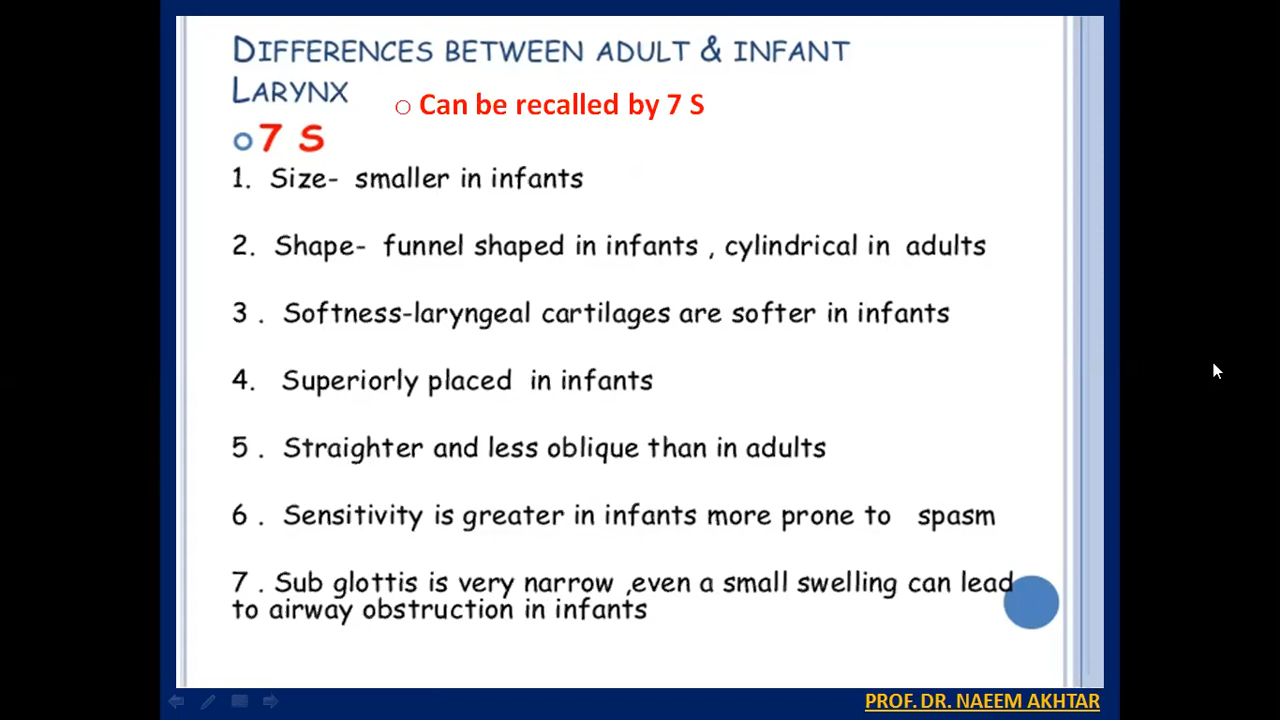 DIFFERENCES BETWEEN ADULT & INFANT
LARYNX
Can be recalled by 7 S
7 S
1. Size- smaller in infants
2. Shape- funnel shaped in infants , cylindrical in adults
3 . Softness-laryngeal cartilages are softer in infants
4. Superiorly placed in infants
5 . Straighter and less oblique than in adults
6 . Sensitivity is greater in infants more prone to spasm
7 . Sub glottis is very narrow ,even a small swelling can lead
to airway obstruction in infants
PROF. DR. NAEEM AKHTAR